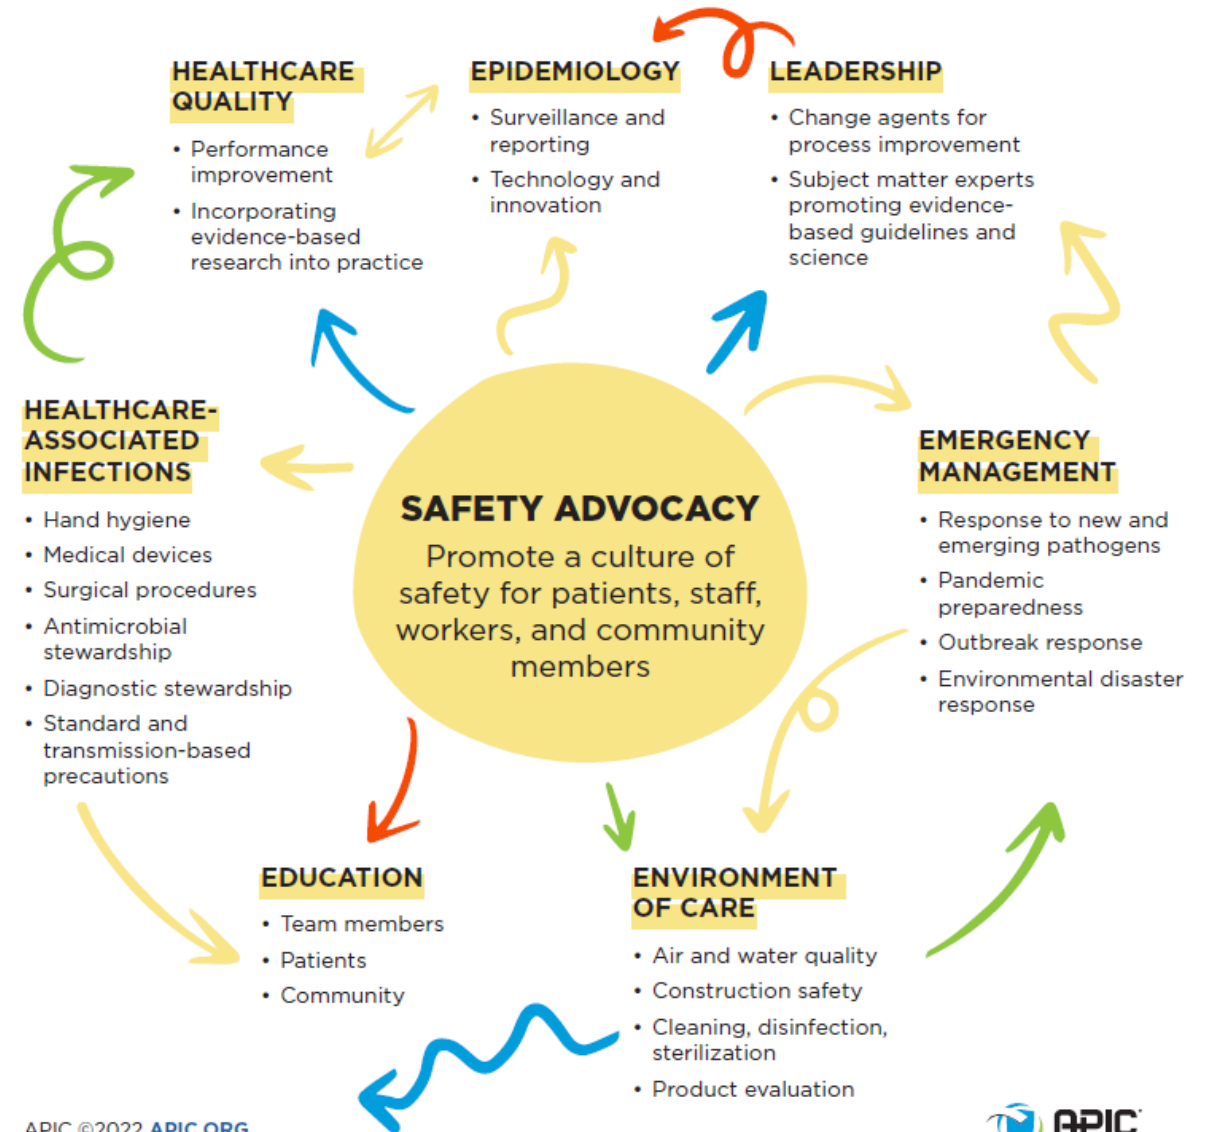 HEALTHCARE
QUALITY
• Performance
improvement
• Incorporating
evidence-based
research into practice
EPIDEMIOLOGY
• Surveillance and
reporting
• Technology and
innovation
LEADERSHIP
• Change agents for
process improvement
• Subject matter experts
promoting evidence-
based guidelines and
science
HEALTHCARE-
ASSOCIATED
INFECTIONS
• Hand hygiene
• Medical devices
• Surgical procedures
• Antimicrobial
stewardship
• Diagnostic stewardship
• Standard and
transmission-based
precautions
SAFETY ADVOCACY
Promote a culture of
safety for patients, staff,
workers, and community
members
EMERGENCY
MANAGEMENT
• Response to new and
emerging pathogens
• Pandemic
preparedness
• Outbreak response
• Environmental disaster
response
EDUCATION
• Team members
• Patients
• Community
ENVIRONMENT
OF CARE
• Air and water quality
• Construction safety
• Cleaning, disinfection,
sterilization
• Product evaluation
APIC ©2022 APIC.ORG
APIC